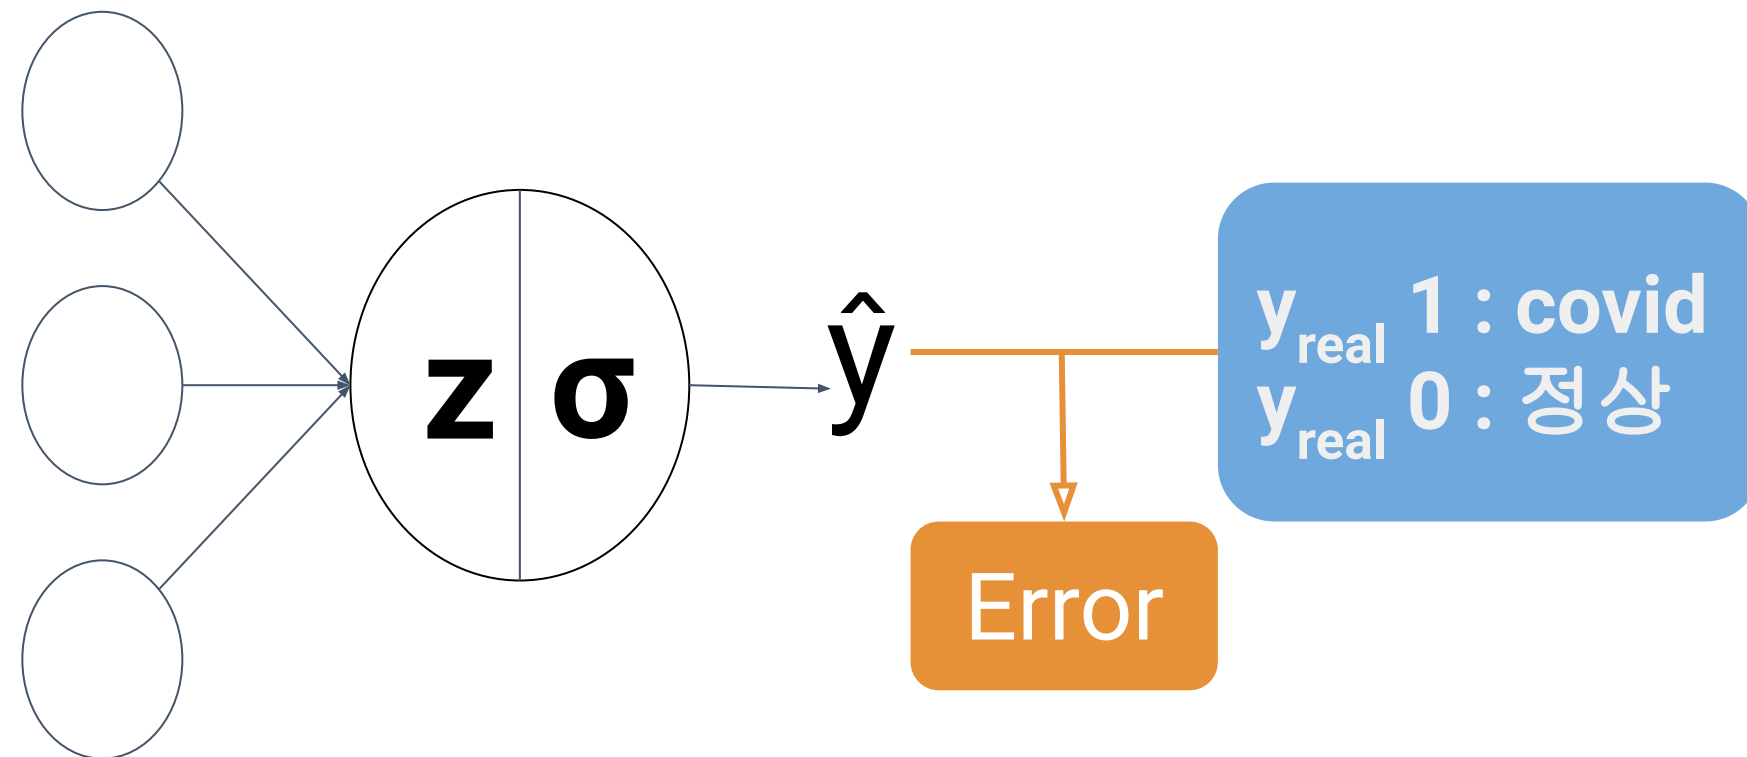 z σ
ŷ
y real 1 : covid
y real 0 : 정상
Error